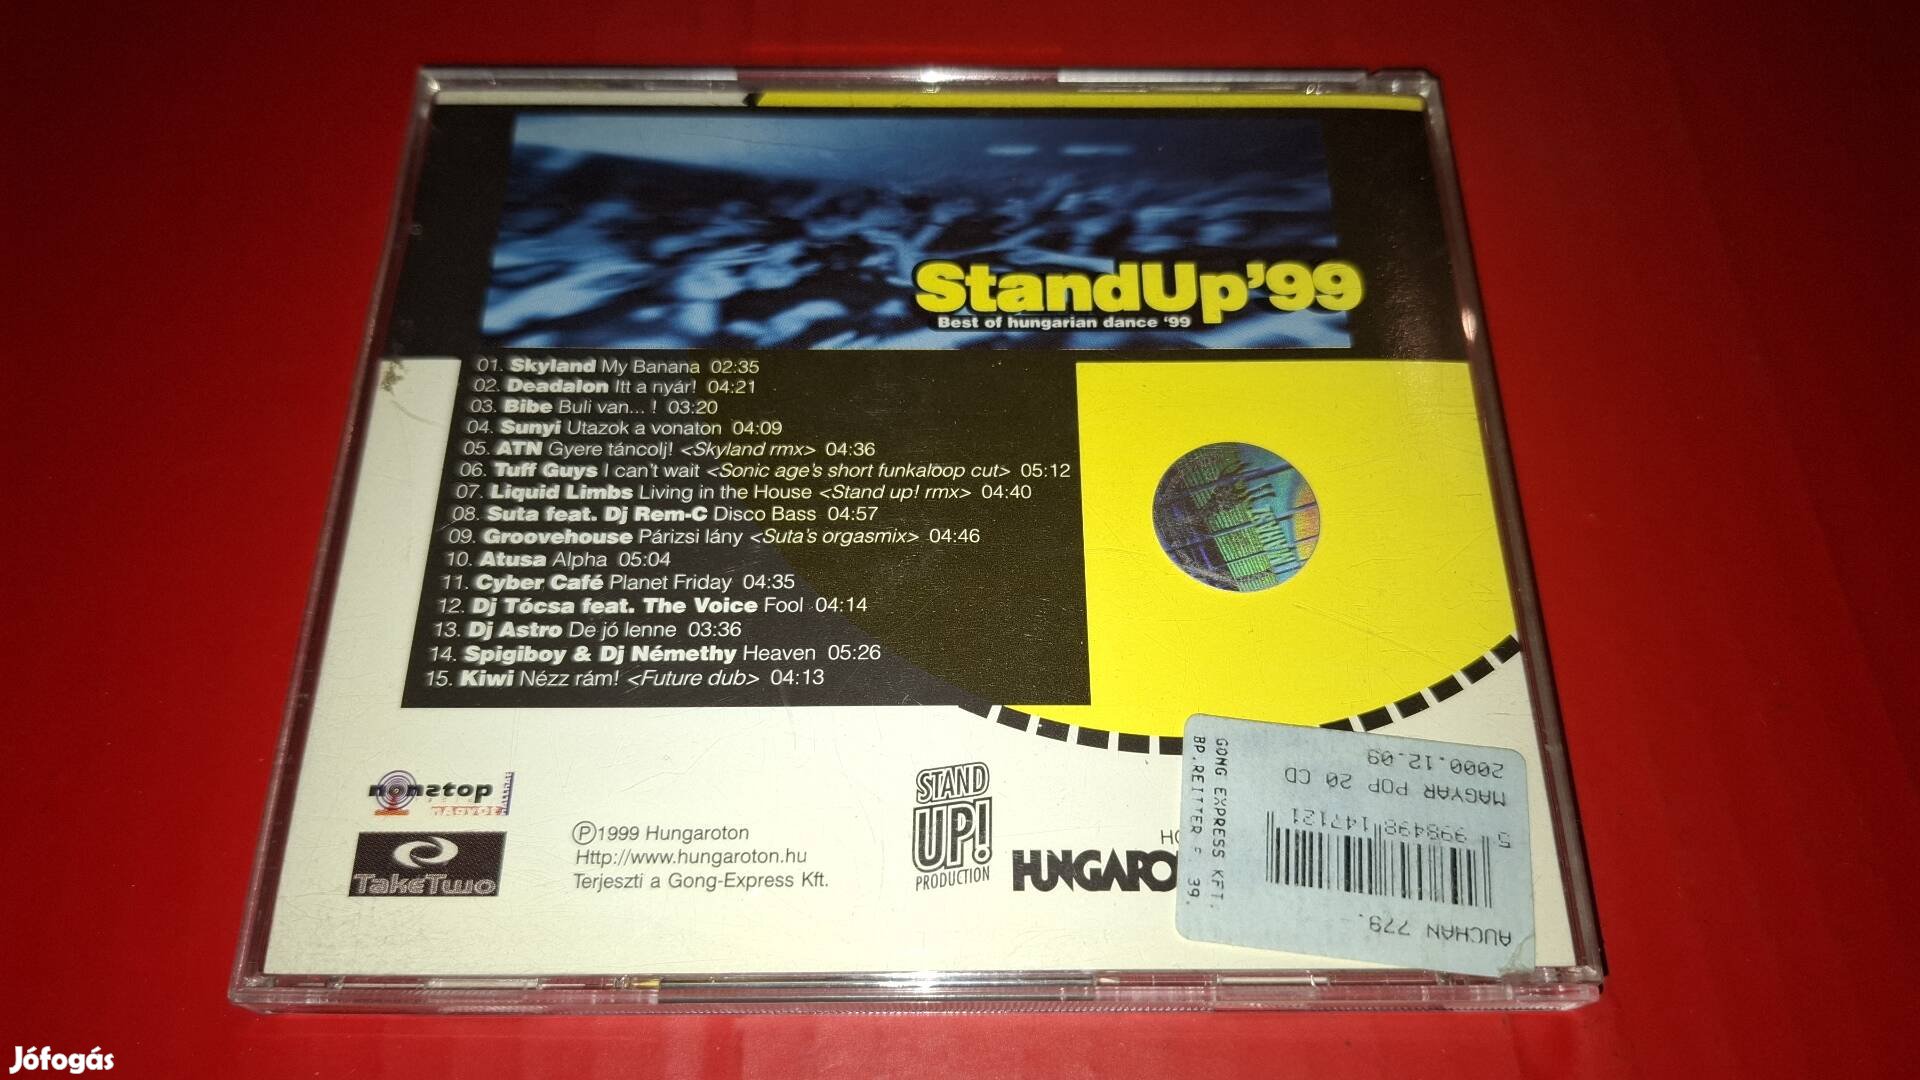 StandUp'99
Best of hungarian dance '99
01. Skyland My Banana 02:35
02. Deadalon Itt a nyár! 04:21
03. Bibe Buli van... ! 03:20
04. Sunyi Utazok a vonaton 04:09
05. ATN Gyere táncolj! <Skyland rmx> 04:36
06. Tuff Guys I can't wait <Sonic age's short funkaloop cut> 05:12
07. Liquid Limbs Living in the House <Stand up! rmx> 04:40
08. Suta feat. Dj Rem-C Disco Bass 04:57
09. Groovehouse Párizsi lány <Suta's orgasmix> 04:46
10. Atusa Alpha 05:04
11. Cyber Café Planet Friday 04:35
12. Dj Tócsa feat. The Voice Fool 04:14
13. Dj Astro De jó lenne 03:36
14. Spigiboy & Dj Némethy Heaven 05:26
15. Kiwi Nézz rám! <Future dub> 04:13
nonstop
TakeTwo
Ⓟ1999 Hungaroton
Http://www.hungaroton.hu
Terjeszti a Gong-Express Kft.
STAND
UP!
PRODUCTION
HUNGARO
GONG EXPRESS KFT.
BP.REITTER F. 39.
AUCHAN 779.-
5 998498 147121
MAGYAR POP 20 CD
2000.12.09
Jófogás